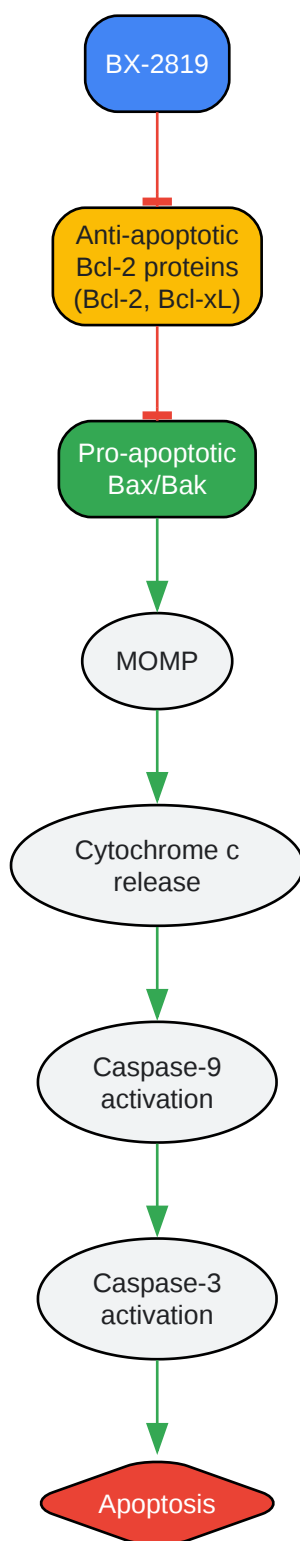 BX-2819
Anti-apoptotic
Bcl-2 proteins
(Bcl-2, Bcl-xL)
Pro-apoptotic
Bax/Bak
MOMP
Cytochrome c
release
Caspase-9
activation
Caspase-3
activation
Apoptosis